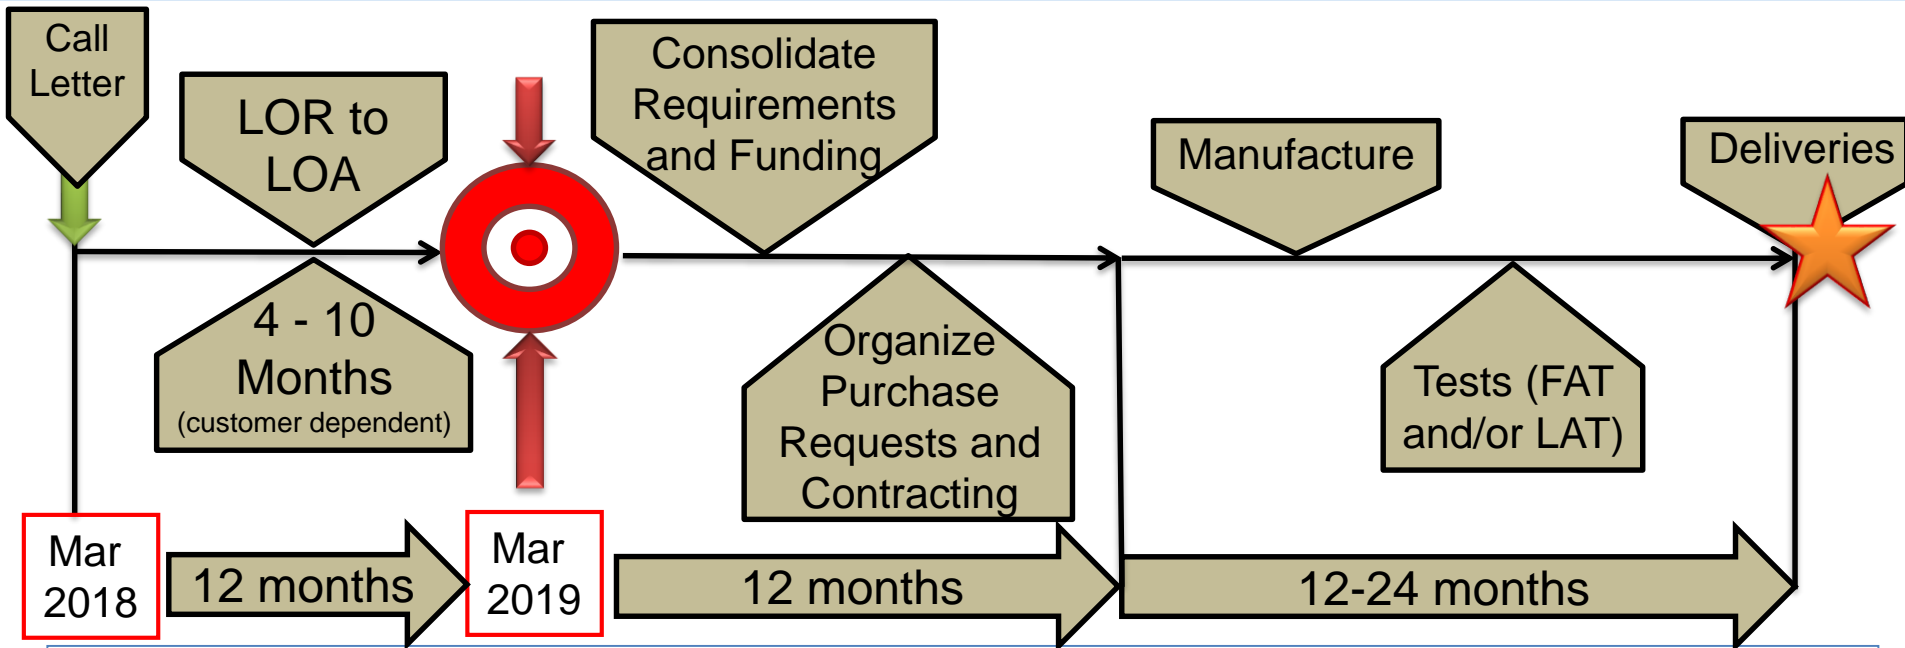 Call
Letter
LOR to
LOA
4 - 10
Months
(customer dependent)
Consolidate
Requirements
and Funding
Organize
Purchase
Requests and
Contracting
Manufacture
Tests (FAT
and/or LAT)
Deliveries
Mar
2018
12 months
Mar
2019
12 months
12-24 months